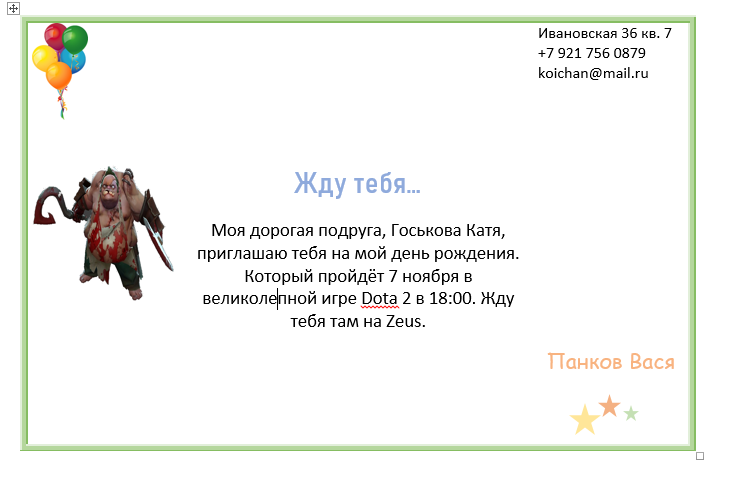 Ивановская 36 кв. 7
+7 921 756 0879
koichan@mail.ru
Жду тебя...
Моя дорогая подруга, Госькова Катя,
приглашаю тебя на мой день рождения.
Который пройдёт 7 ноября в
великолепной игре Dota 2 в 18:00. Жду
тебя там на Zeus.
Панков Вася